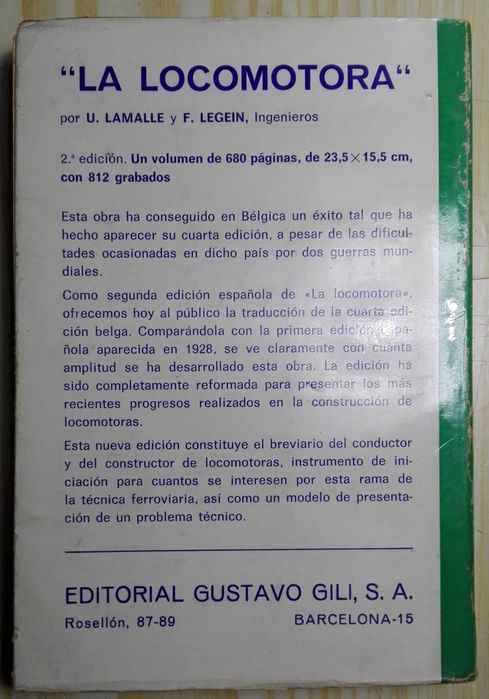 "LA LOCOMOTORA"
por U. LAMALLE y F. LEGEIN, Ingenieros
2.ª edición. Un volumen de 680 páginas, de 23,5 × 15,5 cm,
con 812 grabados
Esta obra ha conseguido en Bélgica un éxito tal que ha
hecho aparecer su cuarta edición, a pesar de las dificul-
tades ocasionadas en dicho país por dos guerras mun-
diales.
Como segunda edición española de «La locomotora»,
ofrecemos hoy al público la traducción de la cuarta edi-
ción belga. Comparándola con la primera edición espa-
ñola aparecida en 1928, se ve claramente con cuánta
amplitud se ha desarrollado esta obra. La edición ha
sido completamente reformada para presentar los más
recientes progresos realizados en la construcción de
locomotoras.
Esta nueva edición constituye el breviario del conductor
y del constructor de locomotoras, instrumento de ini-
ciación para cuantos se interesen por esta rama de
la técnica ferroviaria, así como un modelo de presenta-
ción de un problema técnico.
EDITORIAL GUSTAVO GILI, S. A.
Rosellón, 87-89 BARCELONA-15